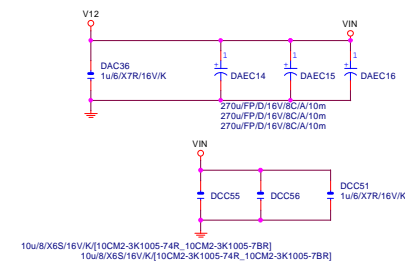 V12
VIN
DAC36
1u/6/X7R/16V/K
1
DAEC14
1
DAEC15
1
DAEC16
270u/FP/D/16V/8C/A/10m
270u/FP/D/16V/8C/A/10m
270u/FP/D/16V/8C/A/10m
VIN
DCC55
DCC56
DCC51
1u/6/X7R/16V/K
10u/8/X6S/16V/K/[10CM2-3K1005-74R_10CM2-3K1005-7BR]
10u/8/X6S/16V/K/[10CM2-3K1005-74R_10CM2-3K1005-7BR]